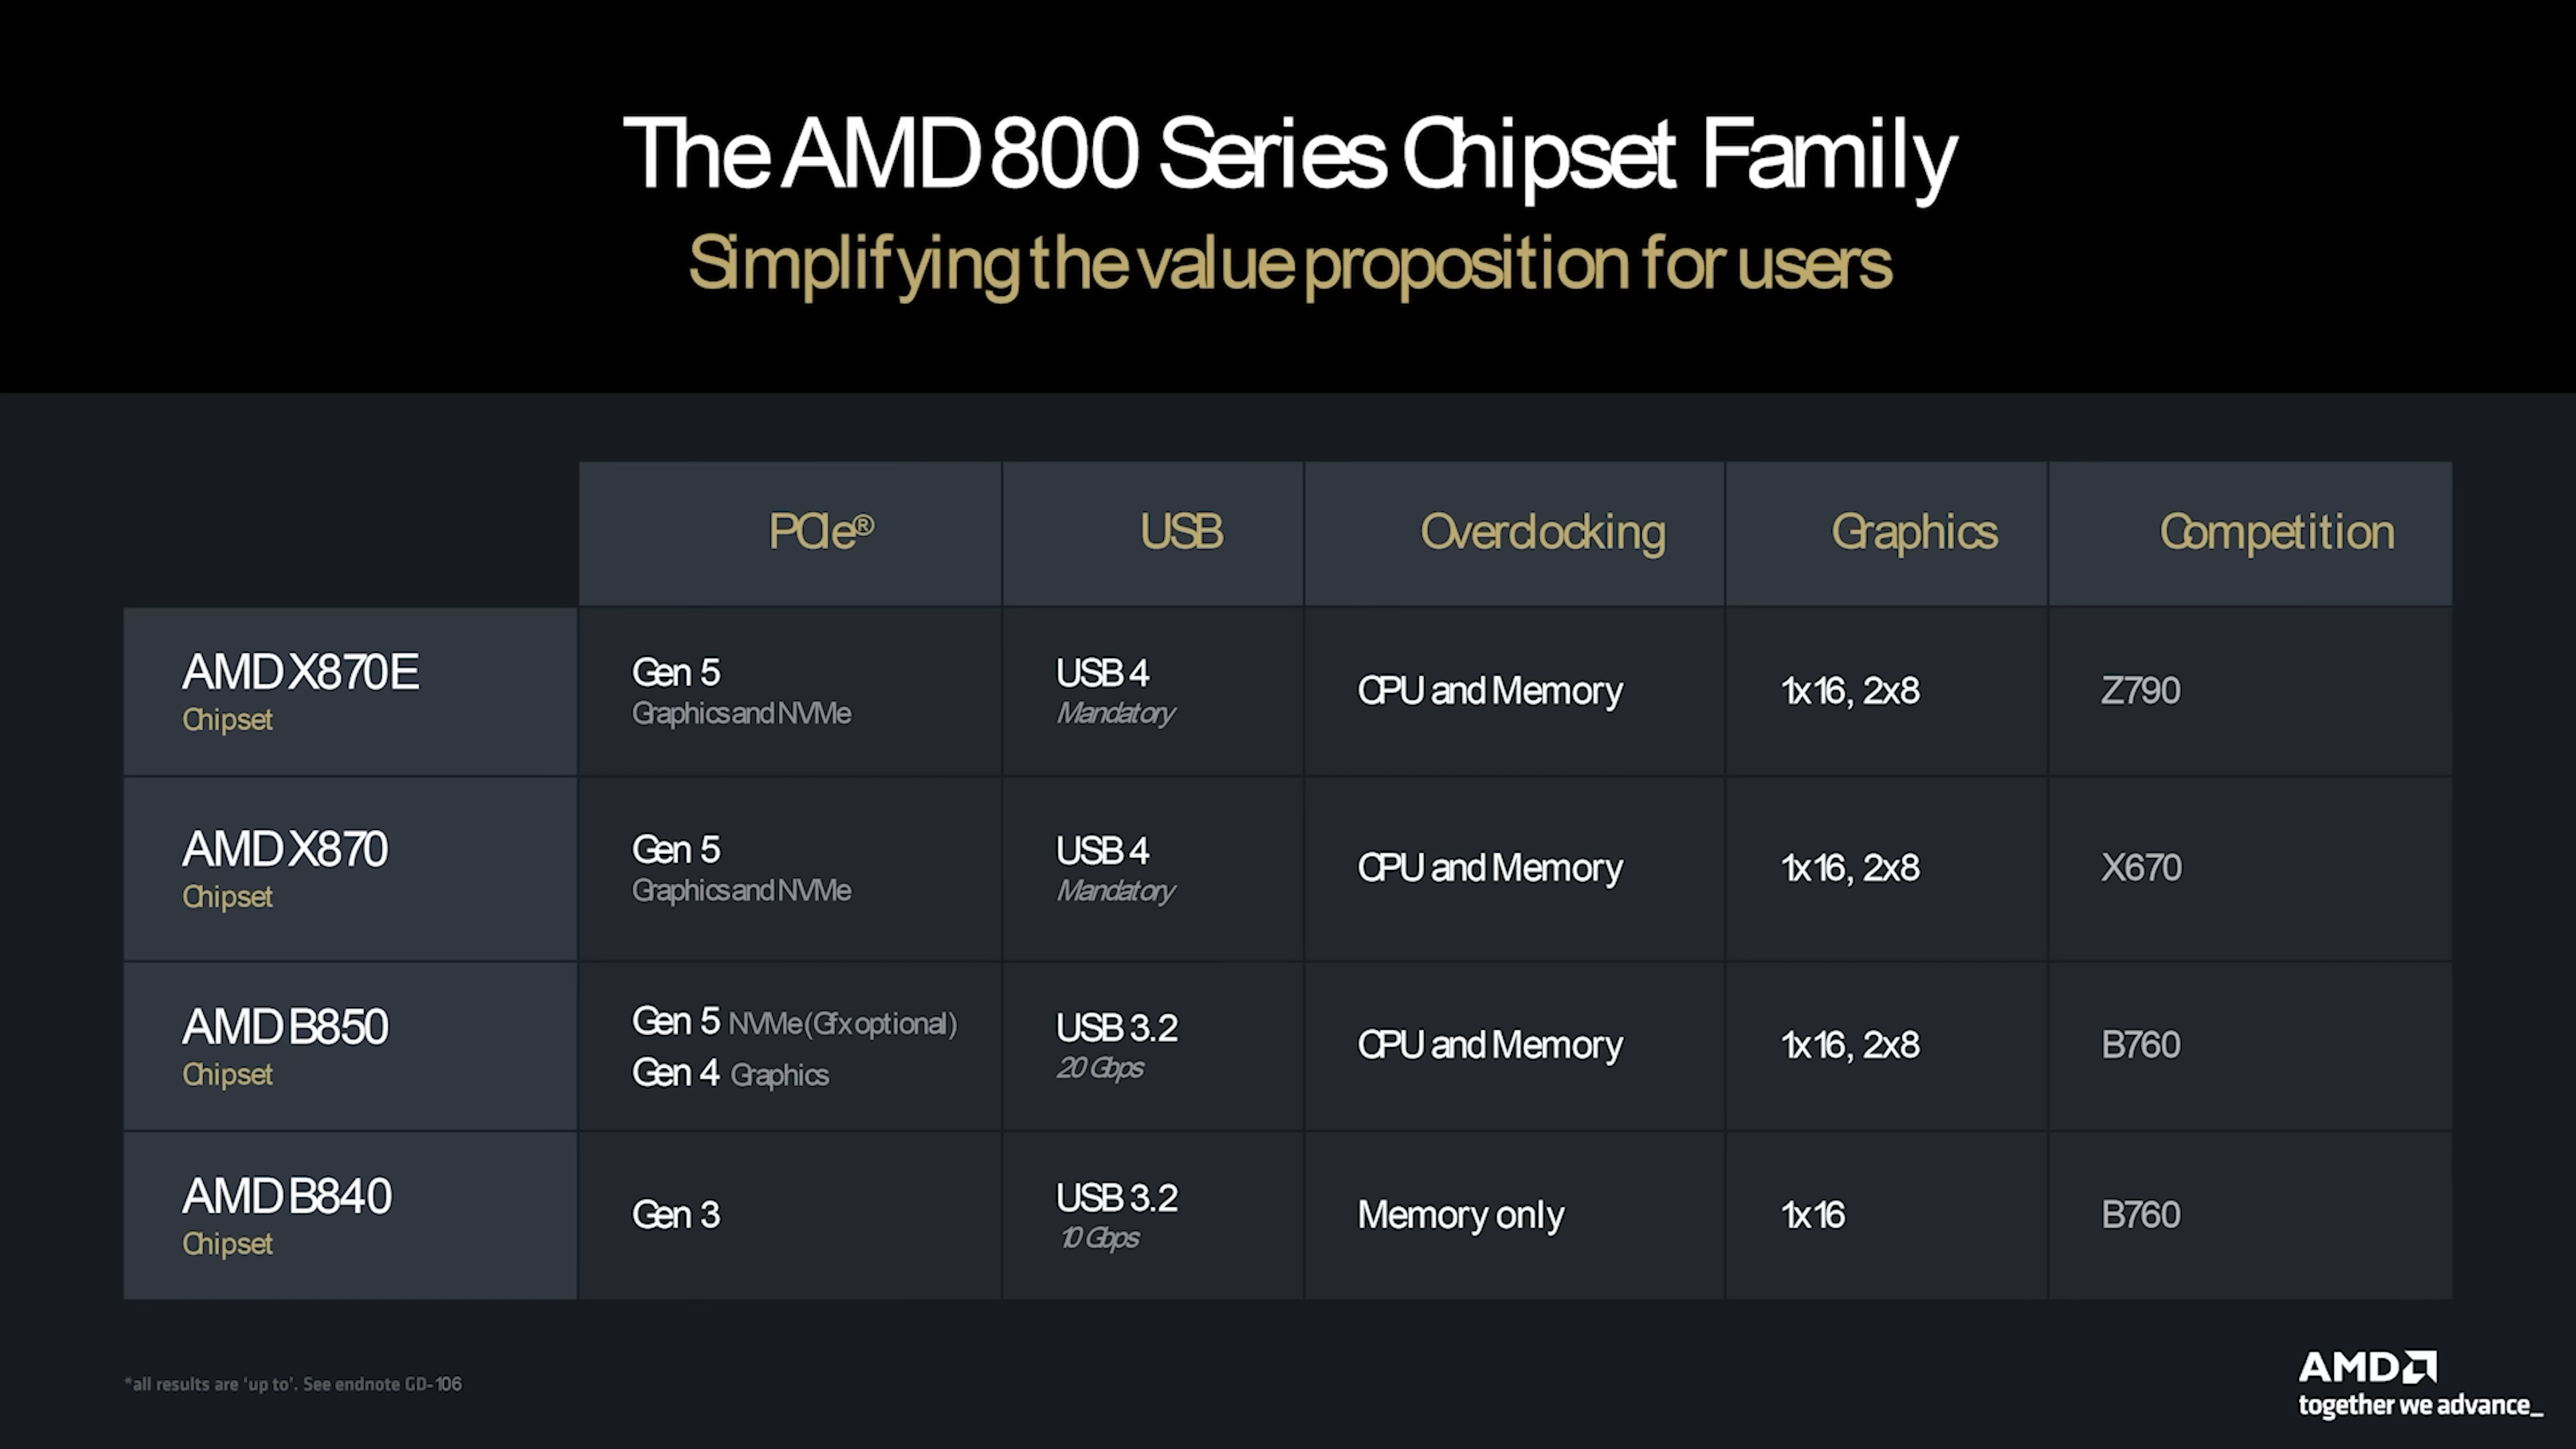 The AMD 800 Series Chipset Family
Simplifying the value proposition for users
PCIe® USB Overclocking Graphics Competition
AMD X870E
Chipset
Gen 5
Graphics and NVMe
USB 4
Mandatory
CPU and Memory
1x16, 2x8
Z790
AMD X870
Chipset
Gen 5
Graphics and NVMe
USB 4
Mandatory
CPU and Memory
1x16, 2x8
X670
AMD B850
Chipset
Gen 5 NVMe (Gfx optional)
Gen 4 Graphics
USB 3.2
20 Gbps
CPU and Memory
1x16, 2x8
B760
AMD B840
Chipset
Gen 3
USB 3.2
10 Gbps
Memory only
1x16
B760
*all results are 'up to'. See endnote GD-106
AMD
together we advance_